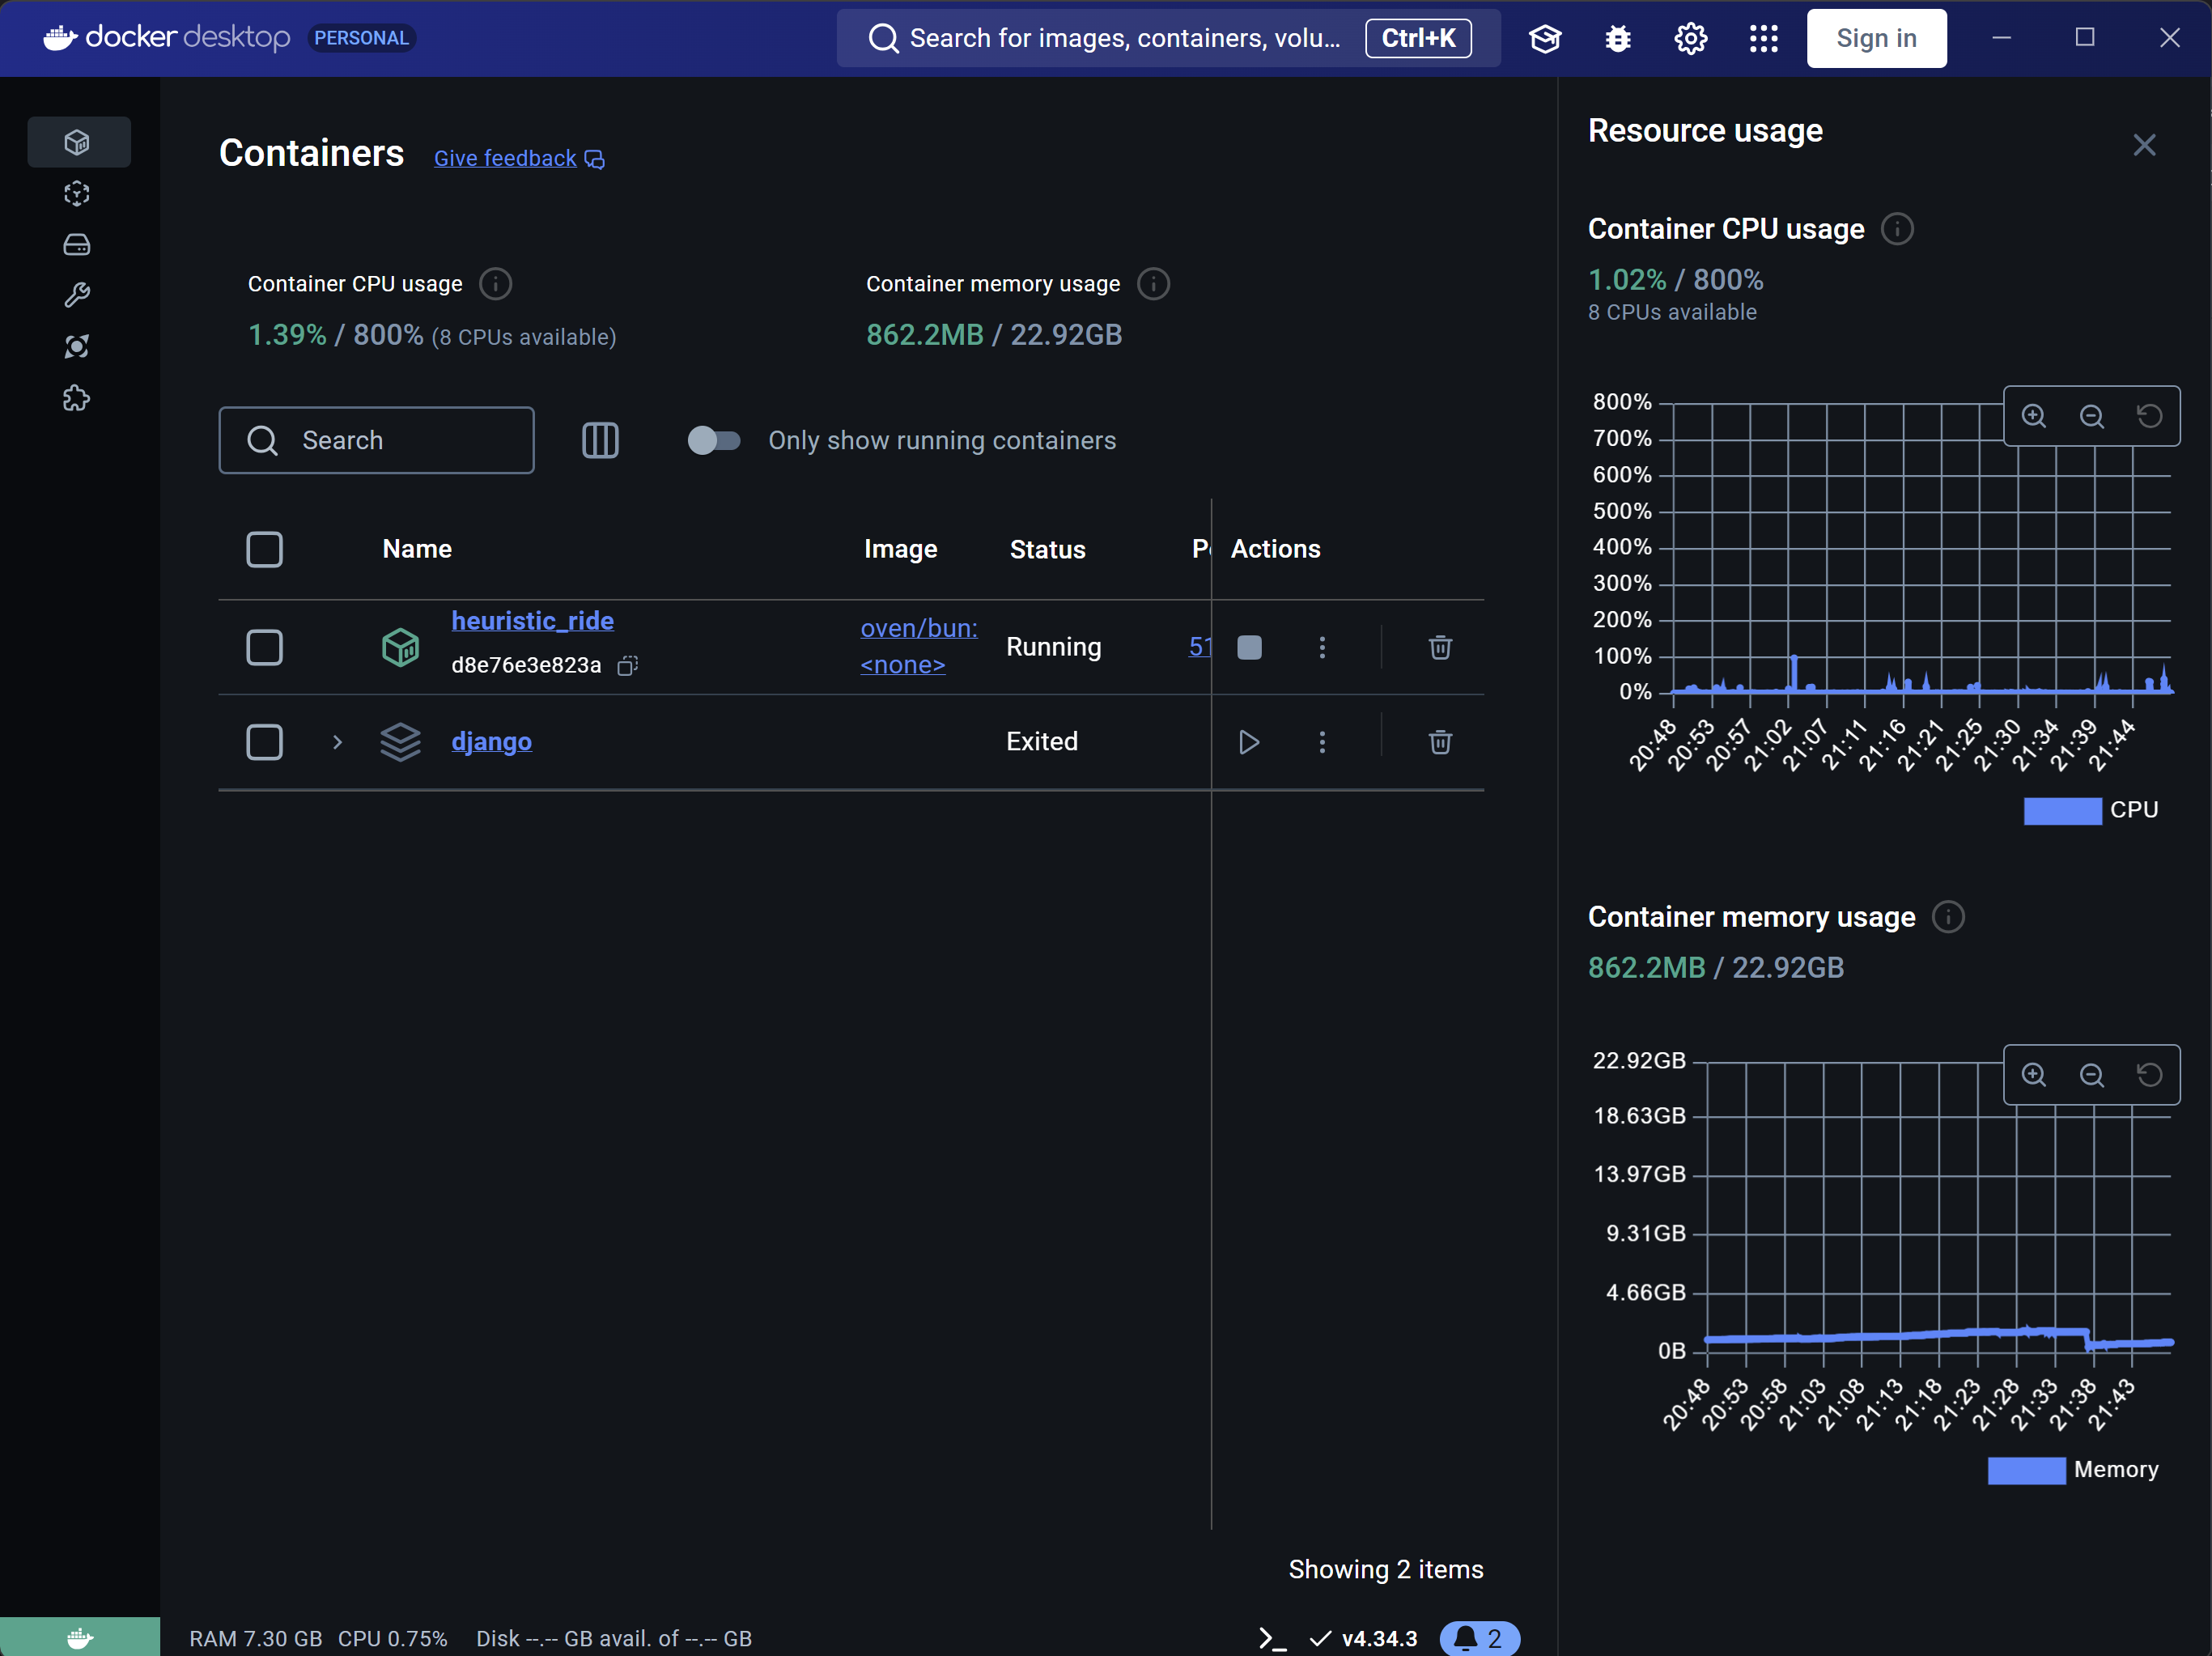 docker desktop PERSONAL
Search for images, containers, volu... Ctrl+K
Sign in
Containers Give feedback
Container CPU usage
1.39% / 800% (8 CPUs available)
Container memory usage
862.2MB / 22.92GB
Search
Only show running containers
Name Image Status Actions
heuristic_ride
d8e76e3e823a
oven/bun:
<none>
Running
51
django
Exited
Showing 2 items
RAM 7.30 GB CPU 0.75% Disk --.-- GB avail. of --.-- GB
v4.34.3
2
Resource usage
Container CPU usage
1.02% / 800%
8 CPUs available
800%
700%
600%
500%
400%
300%
200%
100%
0%
20:48 20:53 20:57 21:02 21:07 21:11 21:16 21:21 21:25 21:30 21:34 21:39 21:44
CPU
Container memory usage
862.2MB / 22.92GB
22.92GB
18.63GB
13.97GB
9.31GB
4.66GB
0B
20:48 20:53 20:58 21:03 21:08 21:13 21:18 21:23 21:28 21:33 21:38 21:43
Memory